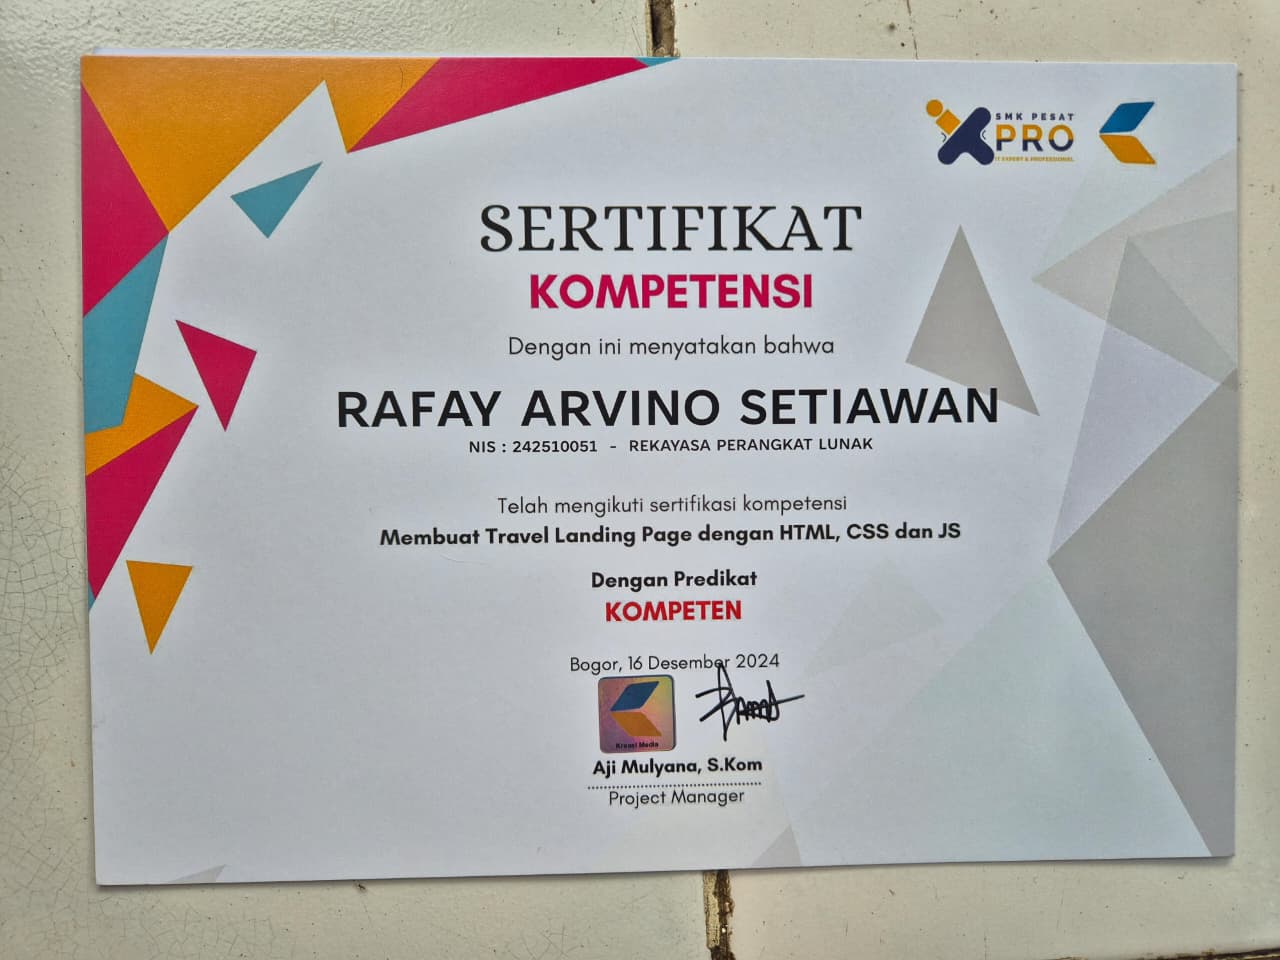 SMK PESAT
XPRO
IT EXPERT & PROFESSIONAL
SERTIFIKAT
KOMPETENSI
Dengan ini menyatakan bahwa
RAFAY ARVINO SETIAWAN
NIS : 242510051 - REKAYASA PERANGKAT LUNAK
Telah mengikuti sertifikasi kompetensi
Membuat Travel Landing Page dengan HTML, CSS dan JS
Dengan Predikat
KOMPETEN
Bogor, 16 Desember 2024
Kreasi Media
Aji Mulyana, S.Kom
Project Manager